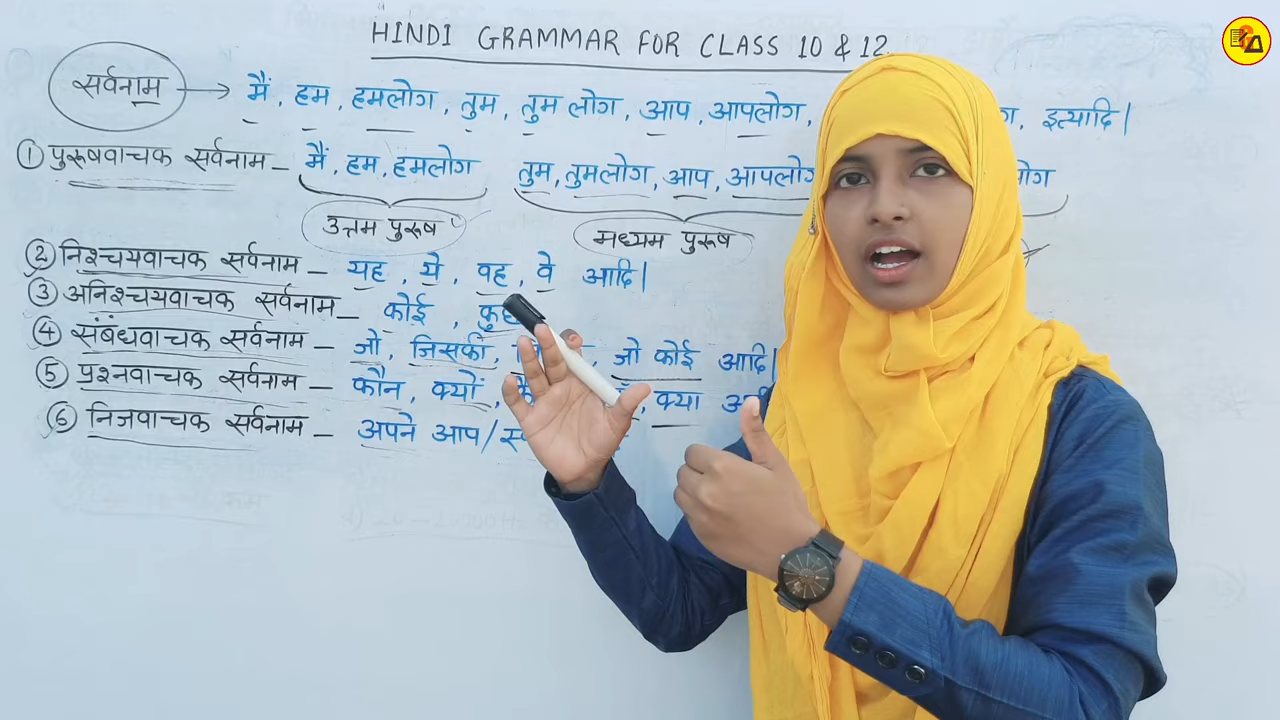 HINDI GRAMMAR FOR CLASS 10 & 12
सर्वनाम → मैं, हम, हमलोग, तुम, तुम लोग, आप, आपलोग, इत्यादि|
① पुरूषवाचक सर्वनाम – मैं, हम, हमलोग तुम, तुमलोग, आप,
उत्तम पुरूष मध्यम पुरूष
② निश्चयवाचक सर्वनाम – यह, ये, वह, वे आदि|
③ अनिश्चयवाचक सर्वनाम – कोई,
④ संबंधवाचक सर्वनाम – जो, जिसकी, जो कोई आदि|
⑤ प्रश्नवाचक सर्वनाम – कौन, क्यों, क्या
⑥ निजवाचक सर्वनाम – अपने आप/